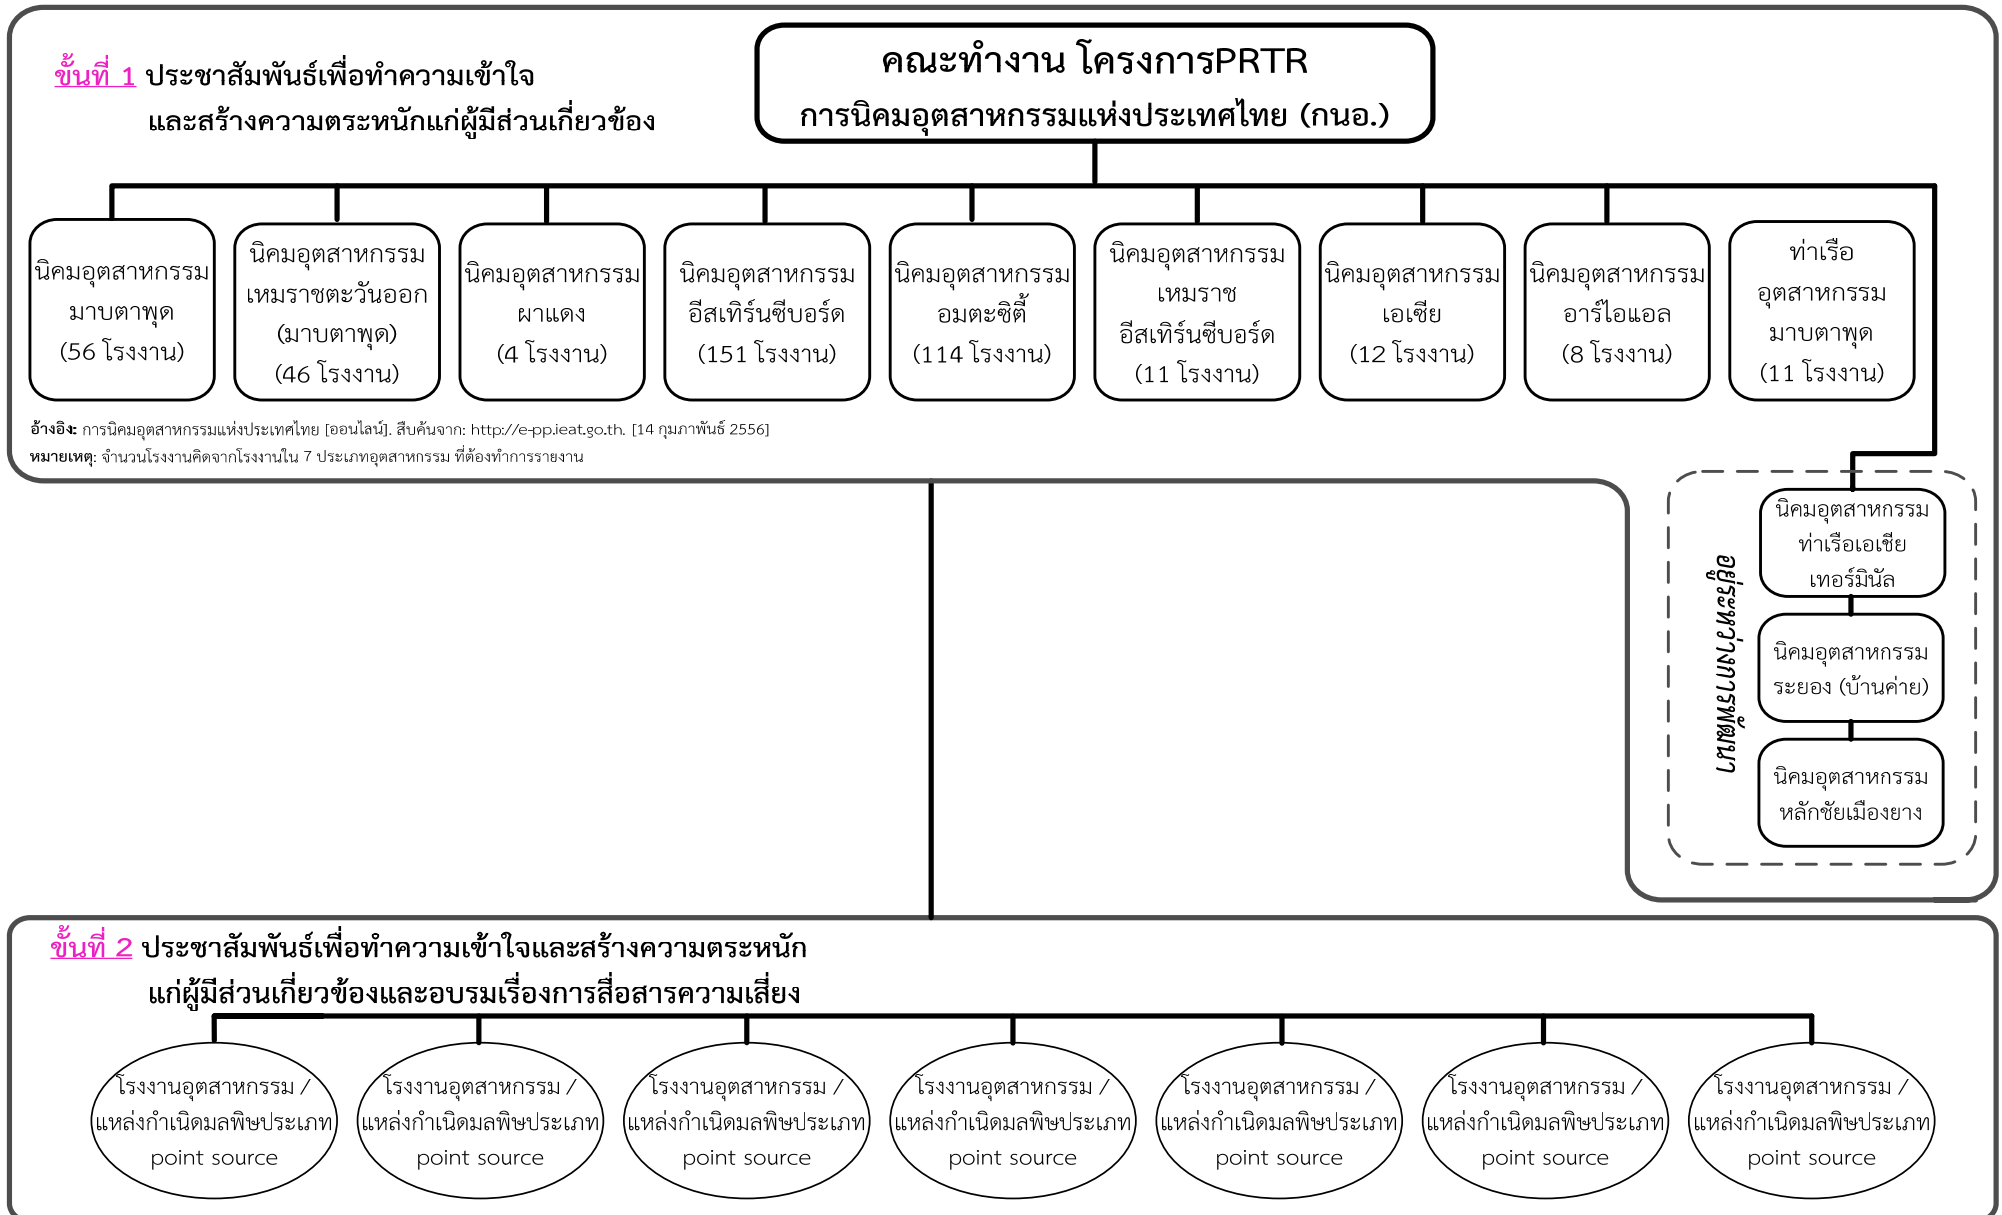 ขั้นที่ 1 ประชาสัมพันธ์เพื่อทำความเข้าใจ
และสร้างความตระหนักแก่ผู้มีส่วนเกี่ยวข้อง
คณะทำงาน โครงการPRTR
การนิคมอุตสาหกรรมแห่งประเทศไทย (กนอ.)
นิคมอุตสาหกรรม
มาบตาพุด
(56 โรงงาน)
นิคมอุตสาหกรรม
เหมราชตะวันออก
(มาบตาพุด)
(46 โรงงาน)
นิคมอุตสาหกรรม
ผาแดง
(4 โรงงาน)
นิคมอุตสาหกรรม
อีสเทิร์นซีบอร์ด
(151 โรงงาน)
นิคมอุตสาหกรรม
อมตะซิตี้
(114 โรงงาน)
นิคมอุตสาหกรรม
เหมราช
อีสเทิร์นซีบอร์ด
(11 โรงงาน)
นิคมอุตสาหกรรม
เอเซีย
(12 โรงงาน)
นิคมอุตสาหกรรม
อาร์ไอแอล
(8 โรงงาน)
ท่าเรือ
อุตสาหกรรม
มาบตาพุด
(11 โรงงาน)
อ้างอิง: การนิคมอุตสาหกรรมแห่งประเทศไทย [ออนไลน์]. สืบค้นจาก: http://e-pp.ieat.go.th. [14 กุมภาพันธ์ 2556]
หมายเหตุ: จำนวนโรงงานคิดจากโรงงานใน 7 ประเภทอุตสาหกรรม ที่ต้องทำการรายงาน
อยู่ระหว่างการพัฒนา
นิคมอุตสาหกรรม
ท่าเรือเอเชีย
เทอร์มินัล
นิคมอุตสาหกรรม
ระยอง (บ้านค่าย)
นิคมอุตสาหกรรม
หลักชัยเมืองยาง
ขั้นที่ 2 ประชาสัมพันธ์เพื่อทำความเข้าใจและสร้างความตระหนัก
แก่ผู้มีส่วนเกี่ยวข้องและอบรมเรื่องการสื่อสารความเสี่ยง
โรงงานอุตสาหกรรม /
แหล่งกำเนิดมลพิษประเภท
point source
โรงงานอุตสาหกรรม /
แหล่งกำเนิดมลพิษประเภท
point source
โรงงานอุตสาหกรรม /
แหล่งกำเนิดมลพิษประเภท
point source
โรงงานอุตสาหกรรม /
แหล่งกำเนิดมลพิษประเภท
point source
โรงงานอุตสาหกรรม /
แหล่งกำเนิดมลพิษประเภท
point source
โรงงานอุตสาหกรรม /
แหล่งกำเนิดมลพิษประเภท
point source
โรงงานอุตสาหกรรม /
แหล่งกำเนิดมลพิษประเภท
point source